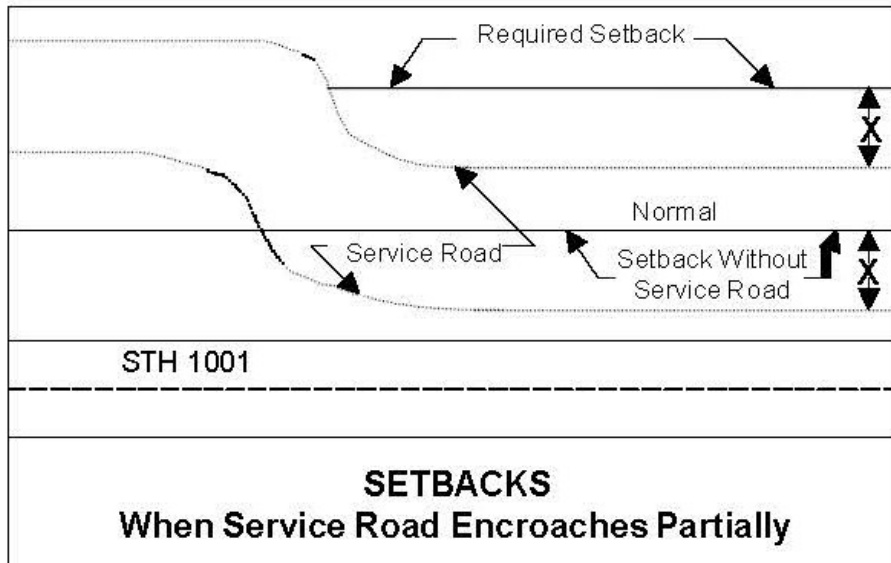 Required Setback
X
Normal
Service Road
Setback Without
Service Road
X
STH 1001
SETBACKS
When Service Road Encroaches Partially